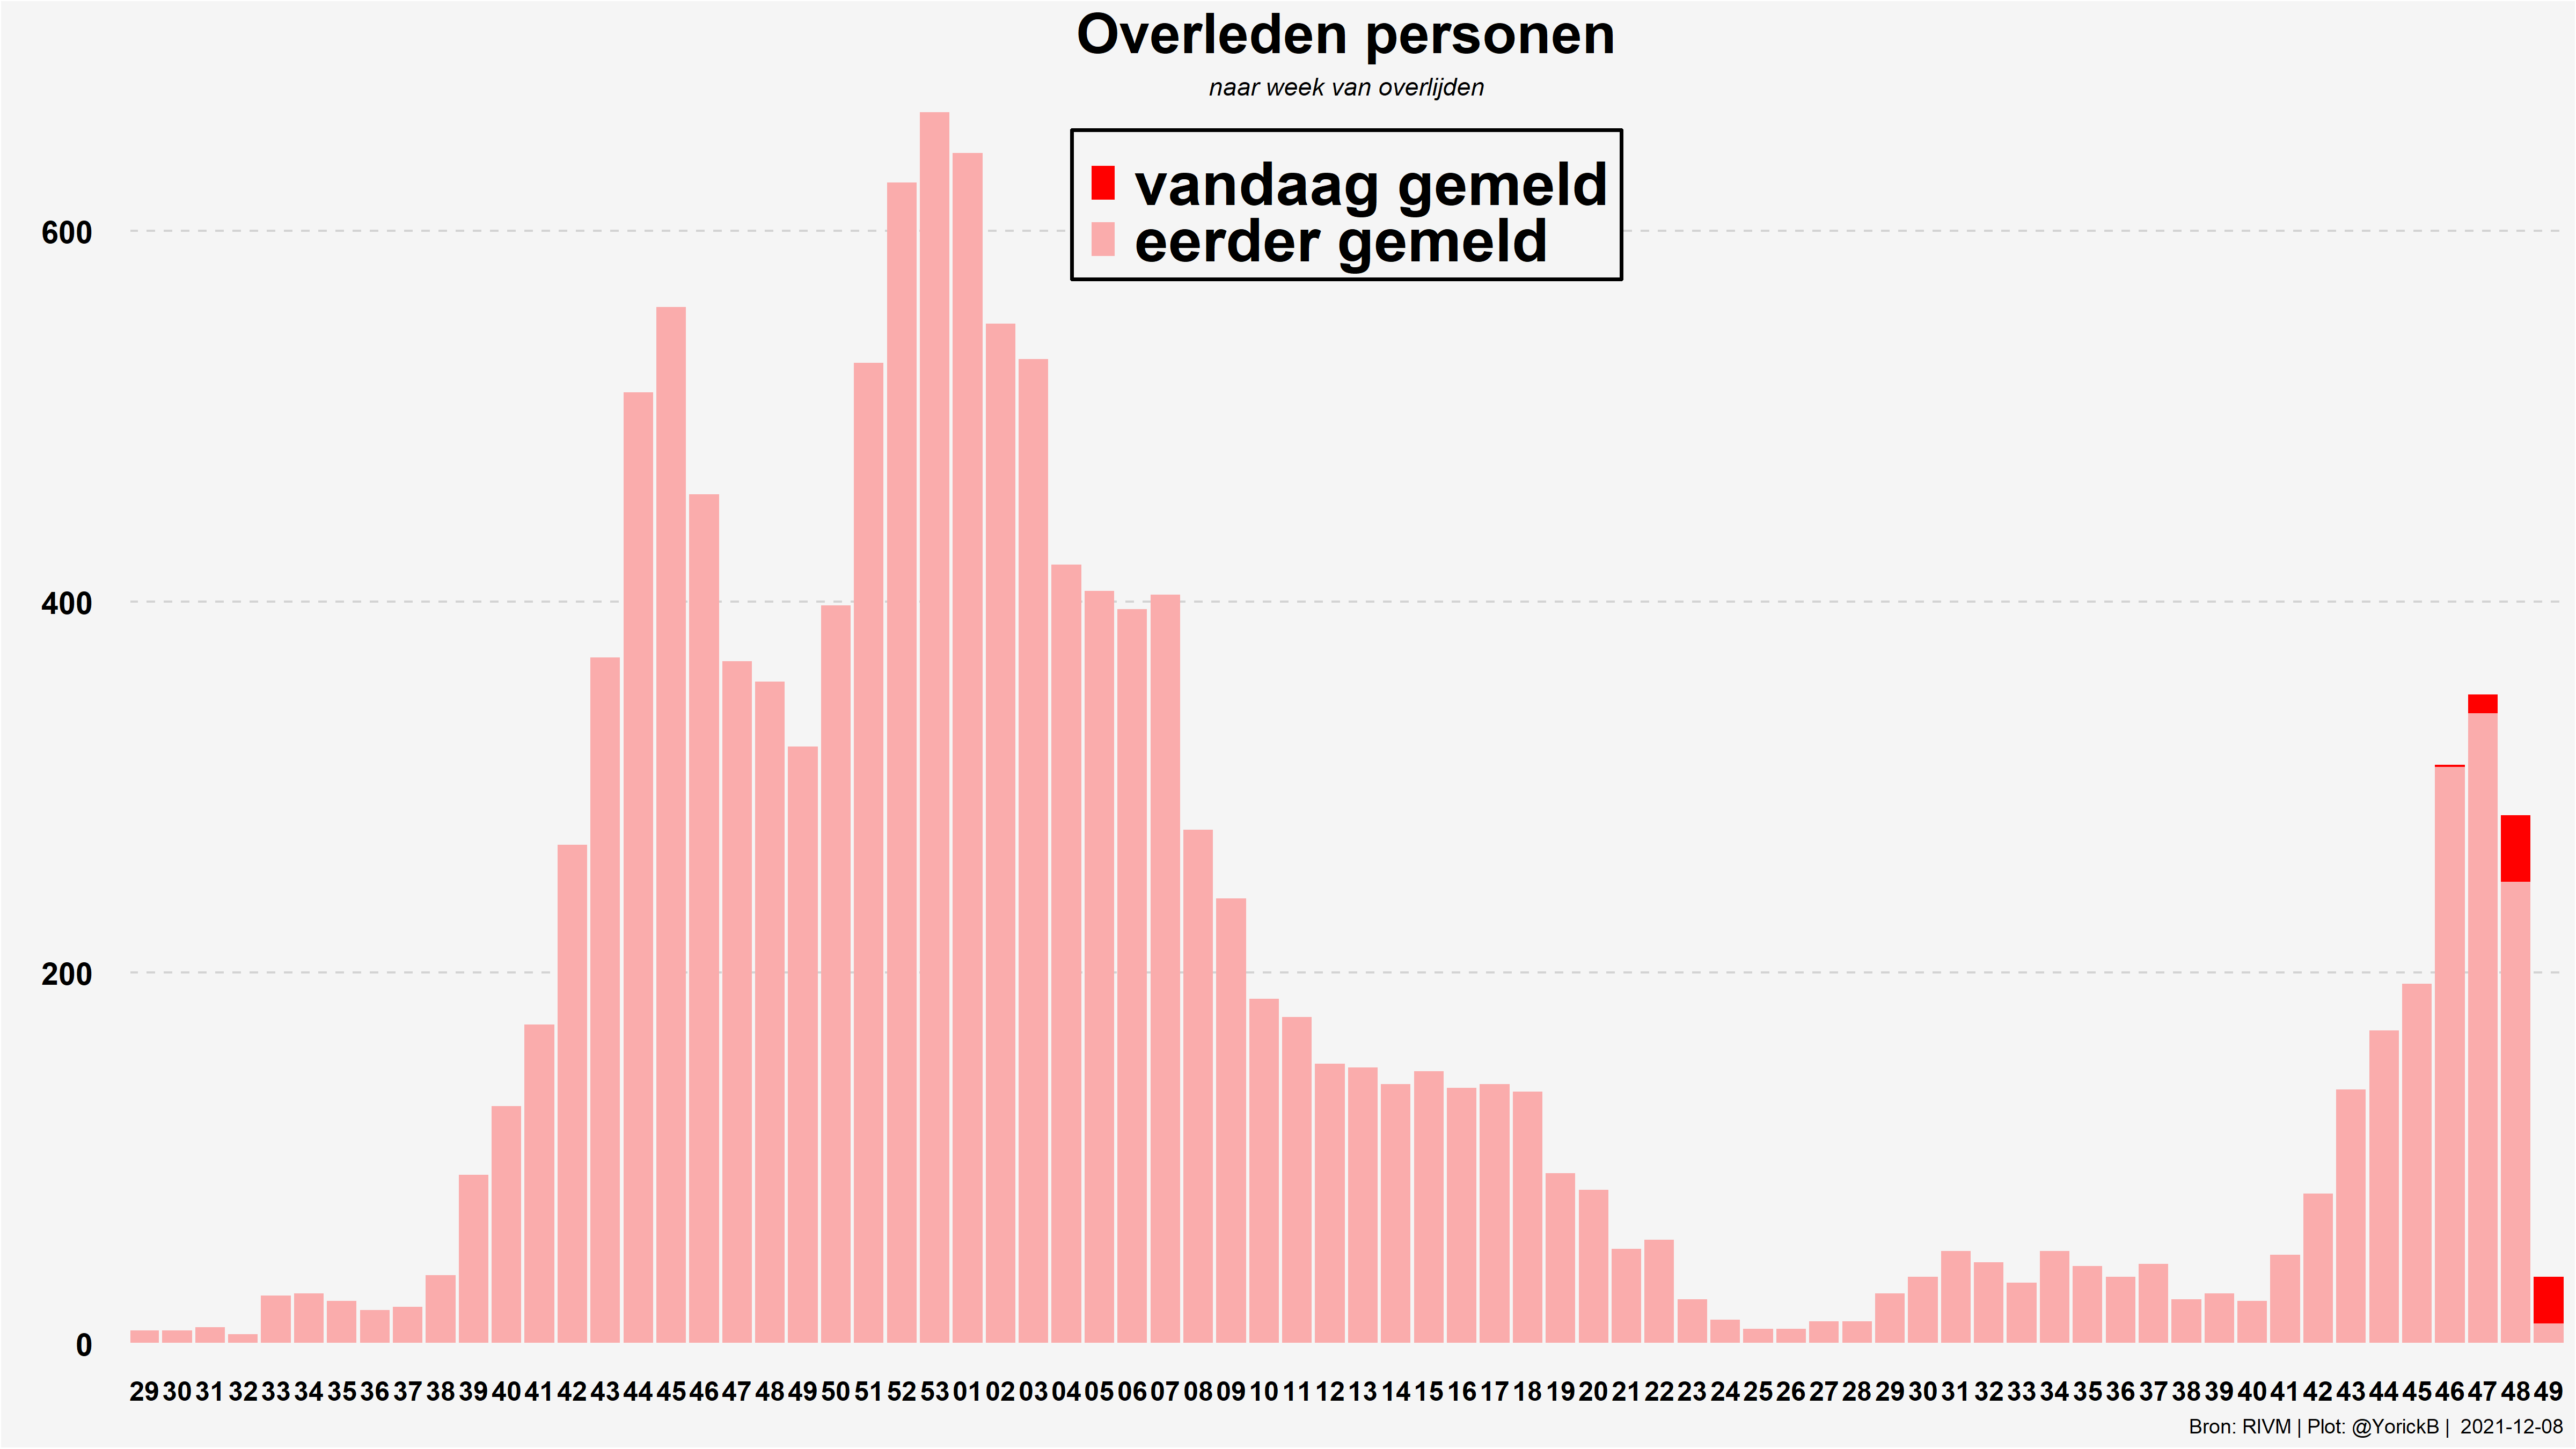 Overleden personen
naar week van overlijden
vandaag gemeld
eerder gemeld
600
400
200
0
29 30 31 32 33 34 35 36 37 38 39 40 41 42 43 44 45 46 47 48 49 50 51 52 53 01 02 03 04 05 06 07 08 09 10 11 12 13 14 15 16 17 18 19 20 21 22 23 24 25 26 27 28 29 30 31 32 33 34 35 36 37 38 39 40 41 42 43 44 45 46 47 48 49
Bron: RIVM | Plot: @YorickB | 2021-12-08